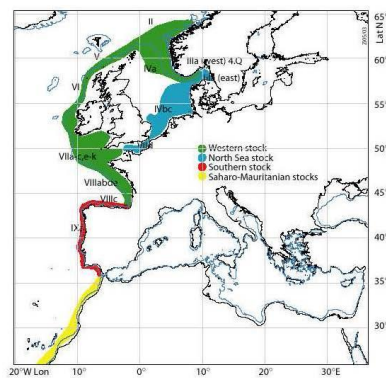 65°
Lat N
II
V
IIIa (west) 4.Q
60°
IVa
(east)
VI
55°
IVbc
50°
Western stock
North Sea stock
VIIa-c,e-k
Southern stock
Saharo-Mauritanian stocks
VIIIabde
45°
VIIIc
IX
40°
35°
30°
20°W Lon
10°
0°
10°E
20°E
30°E